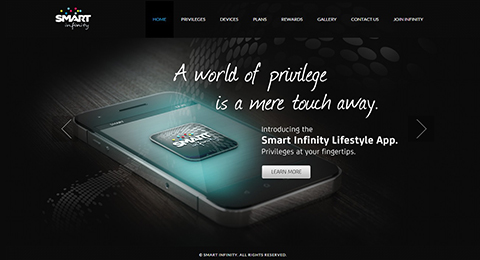 SMART
infinity
HOME PRIVILEGES DEVICES PLANS REWARDS GALLERY CONTACT US JOIN INFINITY
A world of privilege
is a mere touch away.
SMART
Introducing the
Smart Infinity Lifestyle App.
Privileges at your fingertips.
LEARN MORE
© SMART INFINITY. ALL RIGHTS RESERVED.